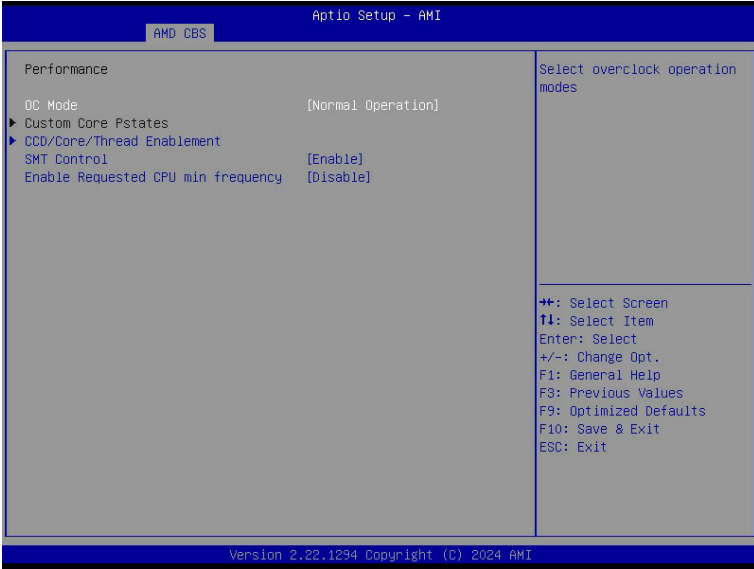 Aptio Setup – AMI
AMD CBS
Performance
OC Mode [Normal Operation]
Custom Core Pstates
CCD/Core/Thread Enablement
SMT Control [Enable]
Enable Requested CPU min frequency [Disable]
Select overclock operation
modes
→←: Select Screen
↑↓: Select Item
Enter: Select
+/-: Change Opt.
F1: General Help
F3: Previous Values
F9: Optimized Defaults
F10: Save & Exit
ESC: Exit
Version 2.22.1294 Copyright (C) 2024 AMI